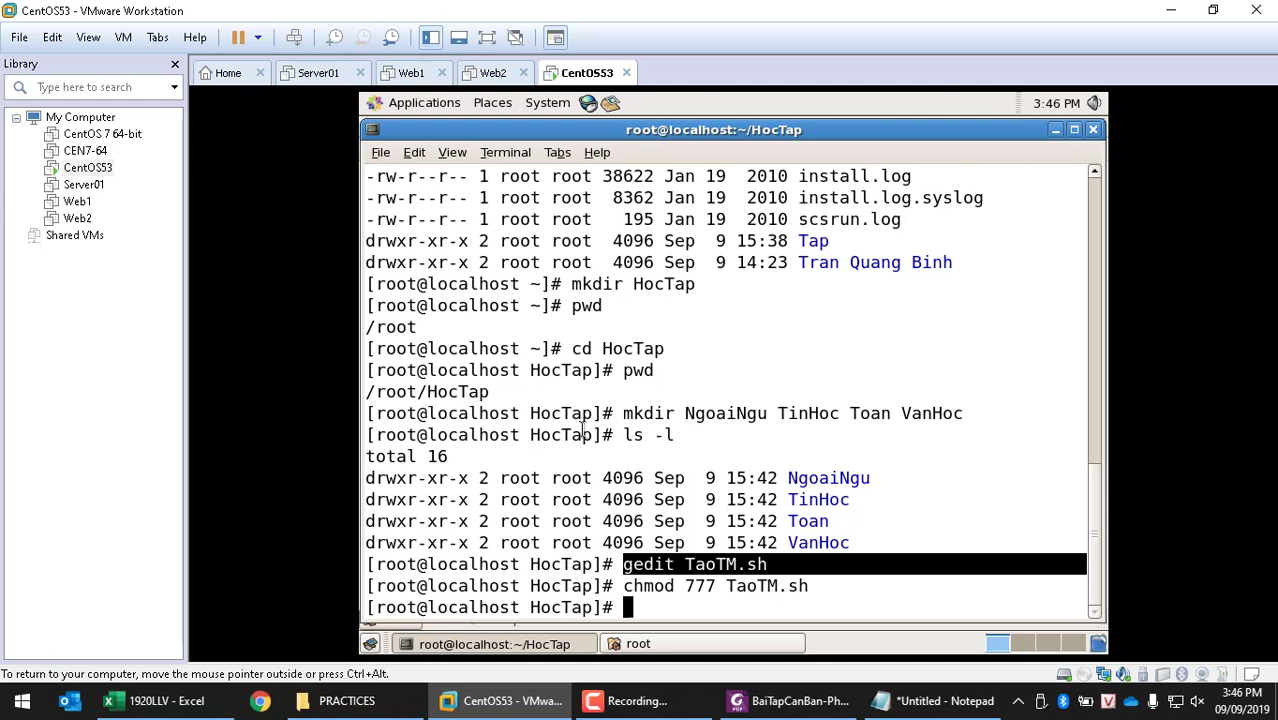 CentOS53 - VMware Workstation
File Edit View VM Tabs Help
Library
Type here to search
Home
Server01
Web1
Web2
CentOS53
My Computer
CentOS 7 64-bit
CEN7-64
CentOS53
Server01
Web1
Web2
Shared VMs
Applications Places System 3:46 PM
root@localhost:~/HocTap
File Edit View Terminal Tabs Help
-rw-r--r-- 1 root root 38622 Jan 19  2010 install.log
-rw-r--r-- 1 root root  8362 Jan 19  2010 install.log.syslog
-rw-r--r-- 1 root root   195 Jan 19  2010 scsrun.log
drwxr-xr-x 2 root root  4096 Sep  9 15:38 Tap
drwxr-xr-x 2 root root  4096 Sep  9 14:23 Tran Quang Binh
[root@localhost ~]# mkdir HocTap
[root@localhost ~]# pwd
/root
[root@localhost ~]# cd HocTap
[root@localhost HocTap]# pwd
/root/HocTap
[root@localhost HocTap]# mkdir NgoaiNgu TinHoc Toan VanHoc
[root@localhost HocTap]# ls -l
total 16
drwxr-xr-x 2 root root 4096 Sep  9 15:42 NgoaiNgu
drwxr-xr-x 2 root root 4096 Sep  9 15:42 TinHoc
drwxr-xr-x 2 root root 4096 Sep  9 15:42 Toan
drwxr-xr-x 2 root root 4096 Sep  9 15:42 VanHoc
[root@localhost HocTap]# gedit TaoTM.sh
[root@localhost HocTap]# chmod 777 TaoTM.sh
[root@localhost HocTap]#
root@localhost:~/HocTap
root
To return to your computer, move the mouse pointer outside or press Ctrl+Alt.
1920LLV - Excel
PRACTICES
CentOS53 - VMware...
Recording...
BaiTapCanBan-Ph...
*Untitled - Notepad
V
3:46 PM
09/09/2019